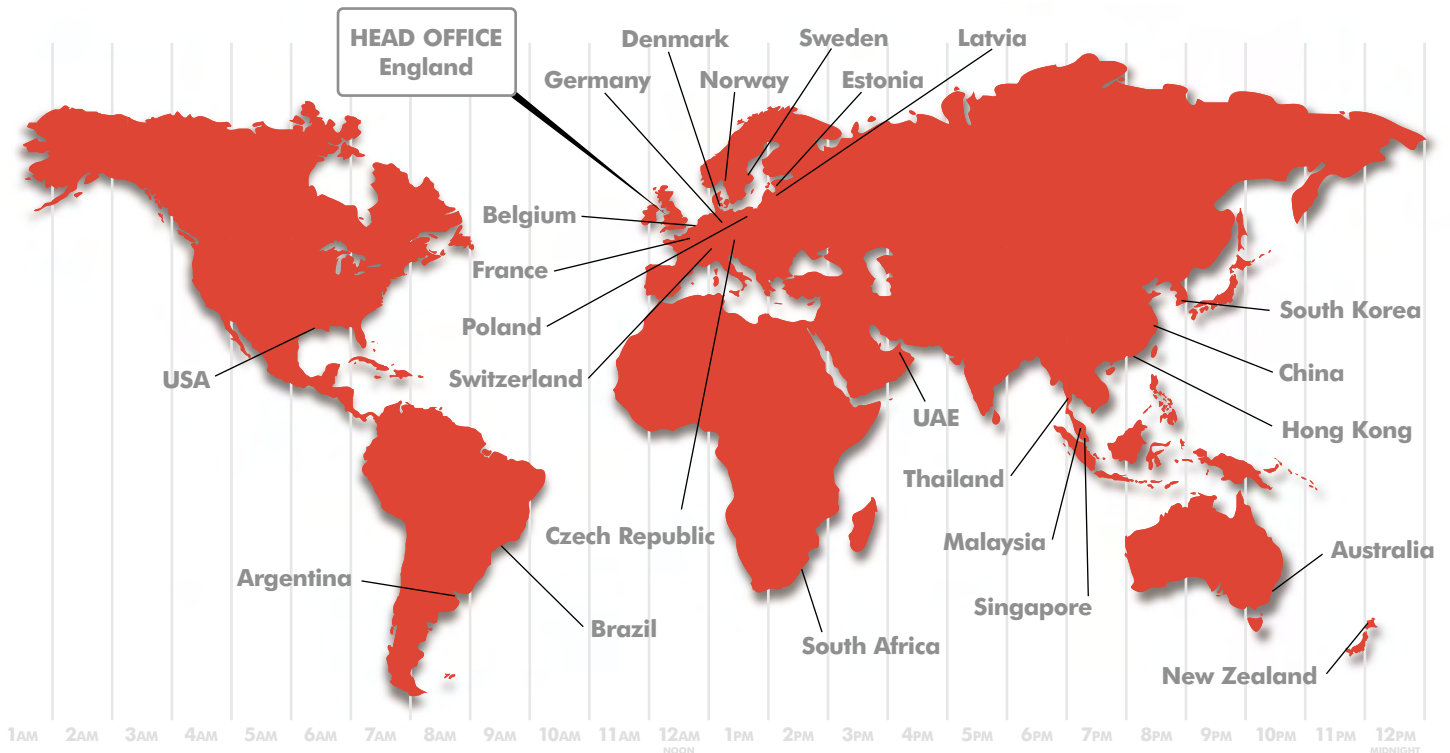 HEAD OFFICE
England
Denmark
Sweden
Latvia
Germany
Norway
Estonia
Belgium
France
Poland
Switzerland
USA
South Korea
China
Hong Kong
UAE
Thailand
Czech Republic
Malaysia
Australia
Argentina
Singapore
Brazil
South Africa
New Zealand
1AM 2AM 3AM 4AM 5AM 6AM 7AM 8AM 9AM 10AM 11AM 12AM 1PM 2PM 3PM 4PM 5PM 6PM 7PM 8PM 9PM 10PM 11PM 12PM
NOON MIDNIGHT